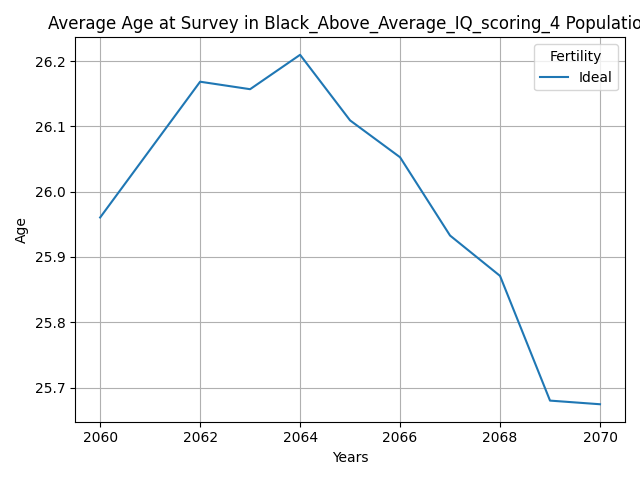 Average Age at Survey in Black_Above_Average_IQ_scoring_4 Populatio
Fertility
Ideal
26.2
26.1
26.0
25.9
25.8
25.7
Age
2060 2062 2064 2066 2068 2070
Years